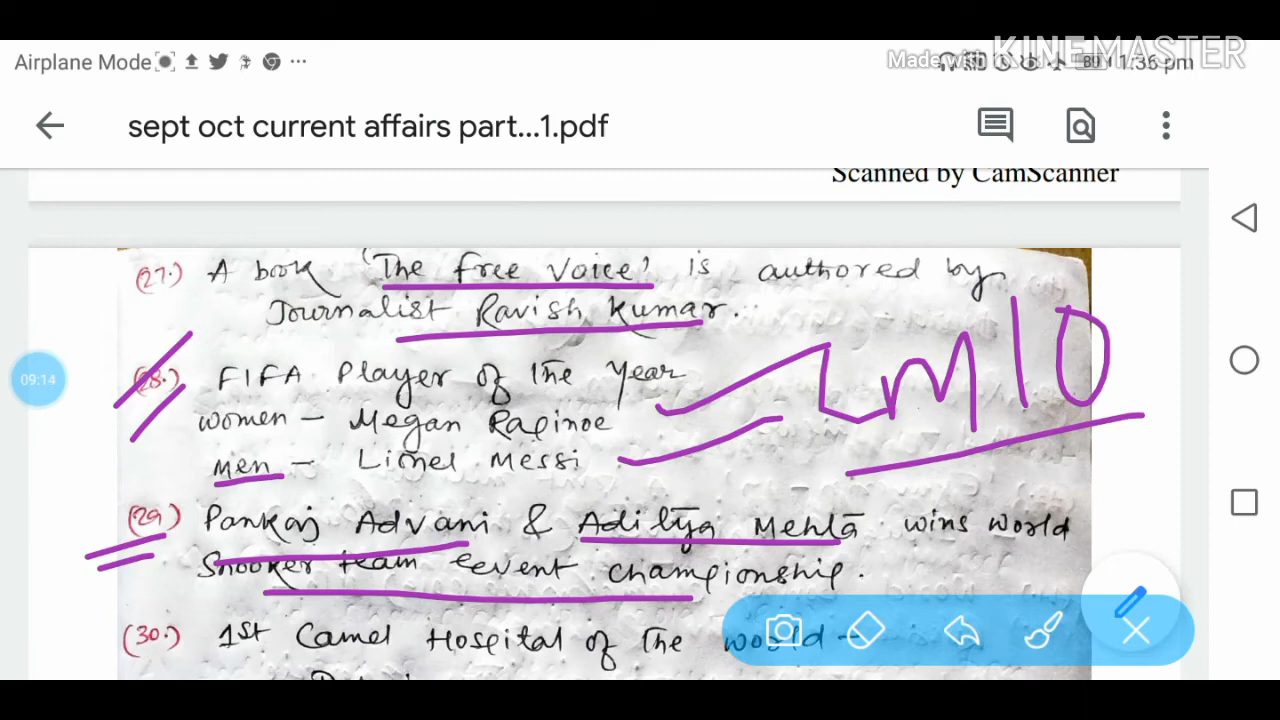 Made with KINEMASTER
Airplane Mode 89 1:36 pm
sept oct current affairs part...1.pdf
Scanned by CamScanner
(27.) A book 'The free Voice' is authored by
Journalist Ravish Kumar.
(28.) FIFA Player of the Year
women - Megan Rapinoe
LM10
Men - Lionel Messi
09:14
(29) Pankaj Advani & Aditya Mehta wins world
Snooker team event championship.
(30.) 1st Camel Hospital of the world - is